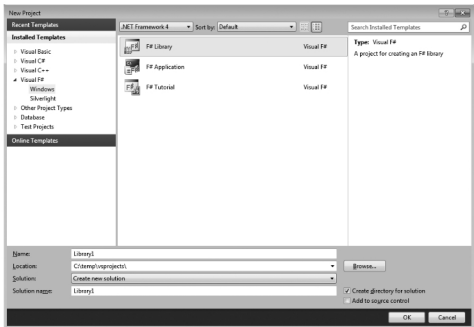 New Project
Recent Templates
.NET Framework 4 Sort by: Default Search Installed Templates
Installed Templates
Visual Basic
Visual C#
Visual C++
Visual F#
Windows
Silverlight
Other Project Types
Database
Test Projects
Online Templates
F# Library Visual F#
F# Application Visual F#
F# Tutorial Visual F#
Type: Visual F#
A project for creating an F# library
Name: Library1
Location: C:\temp\vsprojects\ Browse...
Solution: Create new solution
Solution name: Library1
Create directory for solution
Add to source control
OK Cancel